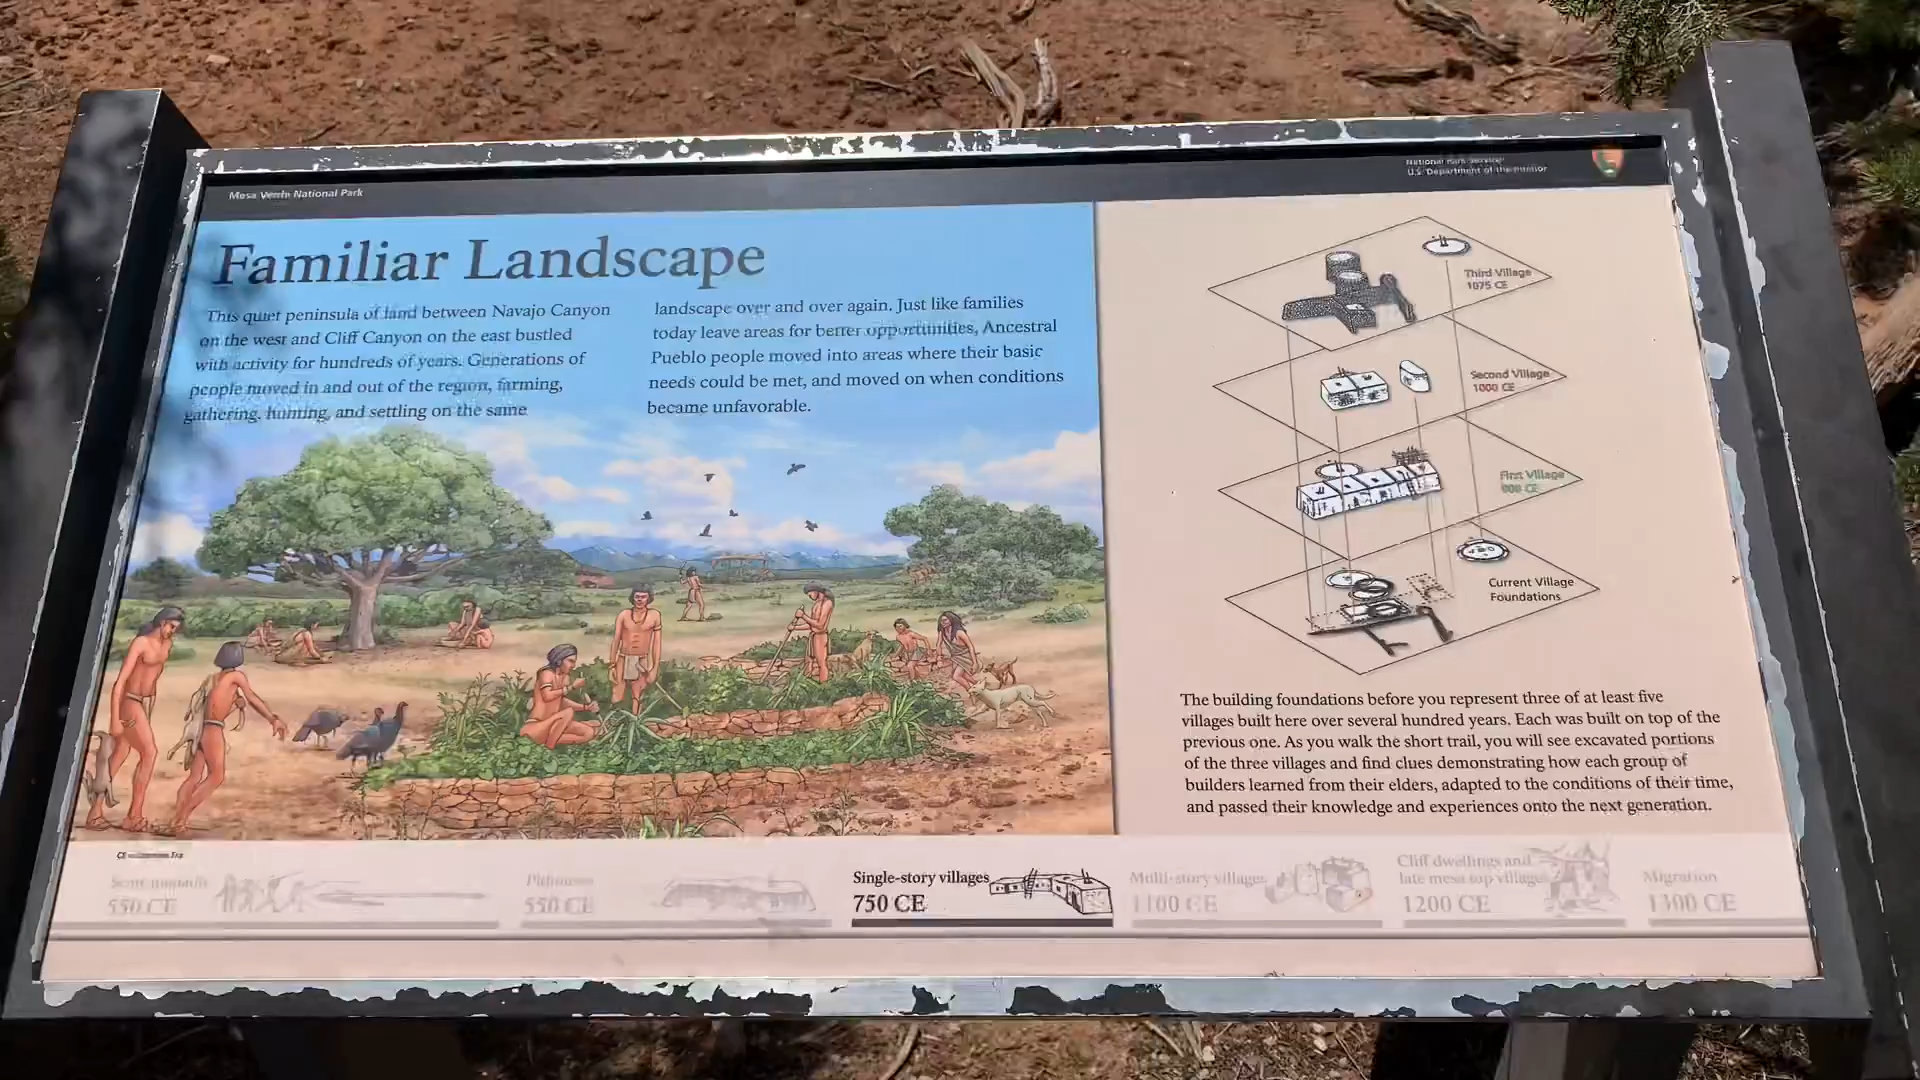 Mesa Verde National Park
National Park Service
U.S. Department of the Interior
Familiar Landscape
This quiet peninsula of land between Navajo Canyon
on the west and Cliff Canyon on the east bustled
with activity for hundreds of years. Generations of
people moved in and out of the region, farming,
gathering, hunting, and settling on the same
landscape over and over again. Just like families
today leave areas for better opportunities, Ancestral
Pueblo people moved into areas where their basic
needs could be met, and moved on when conditions
became unfavorable.
Third Village
1075 CE
Second Village
1000 CE
First Village
CE
Current Village
Foundations
The building foundations before you represent three of at least five
villages built here over several hundred years. Each was built on top of the
previous one. As you walk the short trail, you will see excavated portions
of the three villages and find clues demonstrating how each group of
builders learned from their elders, adapted to the conditions of their time,
and passed their knowledge and experiences onto the next generation.
550 CE
550 CE
Single-story villages
750 CE
Multi-story villages
1100 CE
Cliff dwellings and
late mesa top villages
1200 CE
Migration
1300 CE